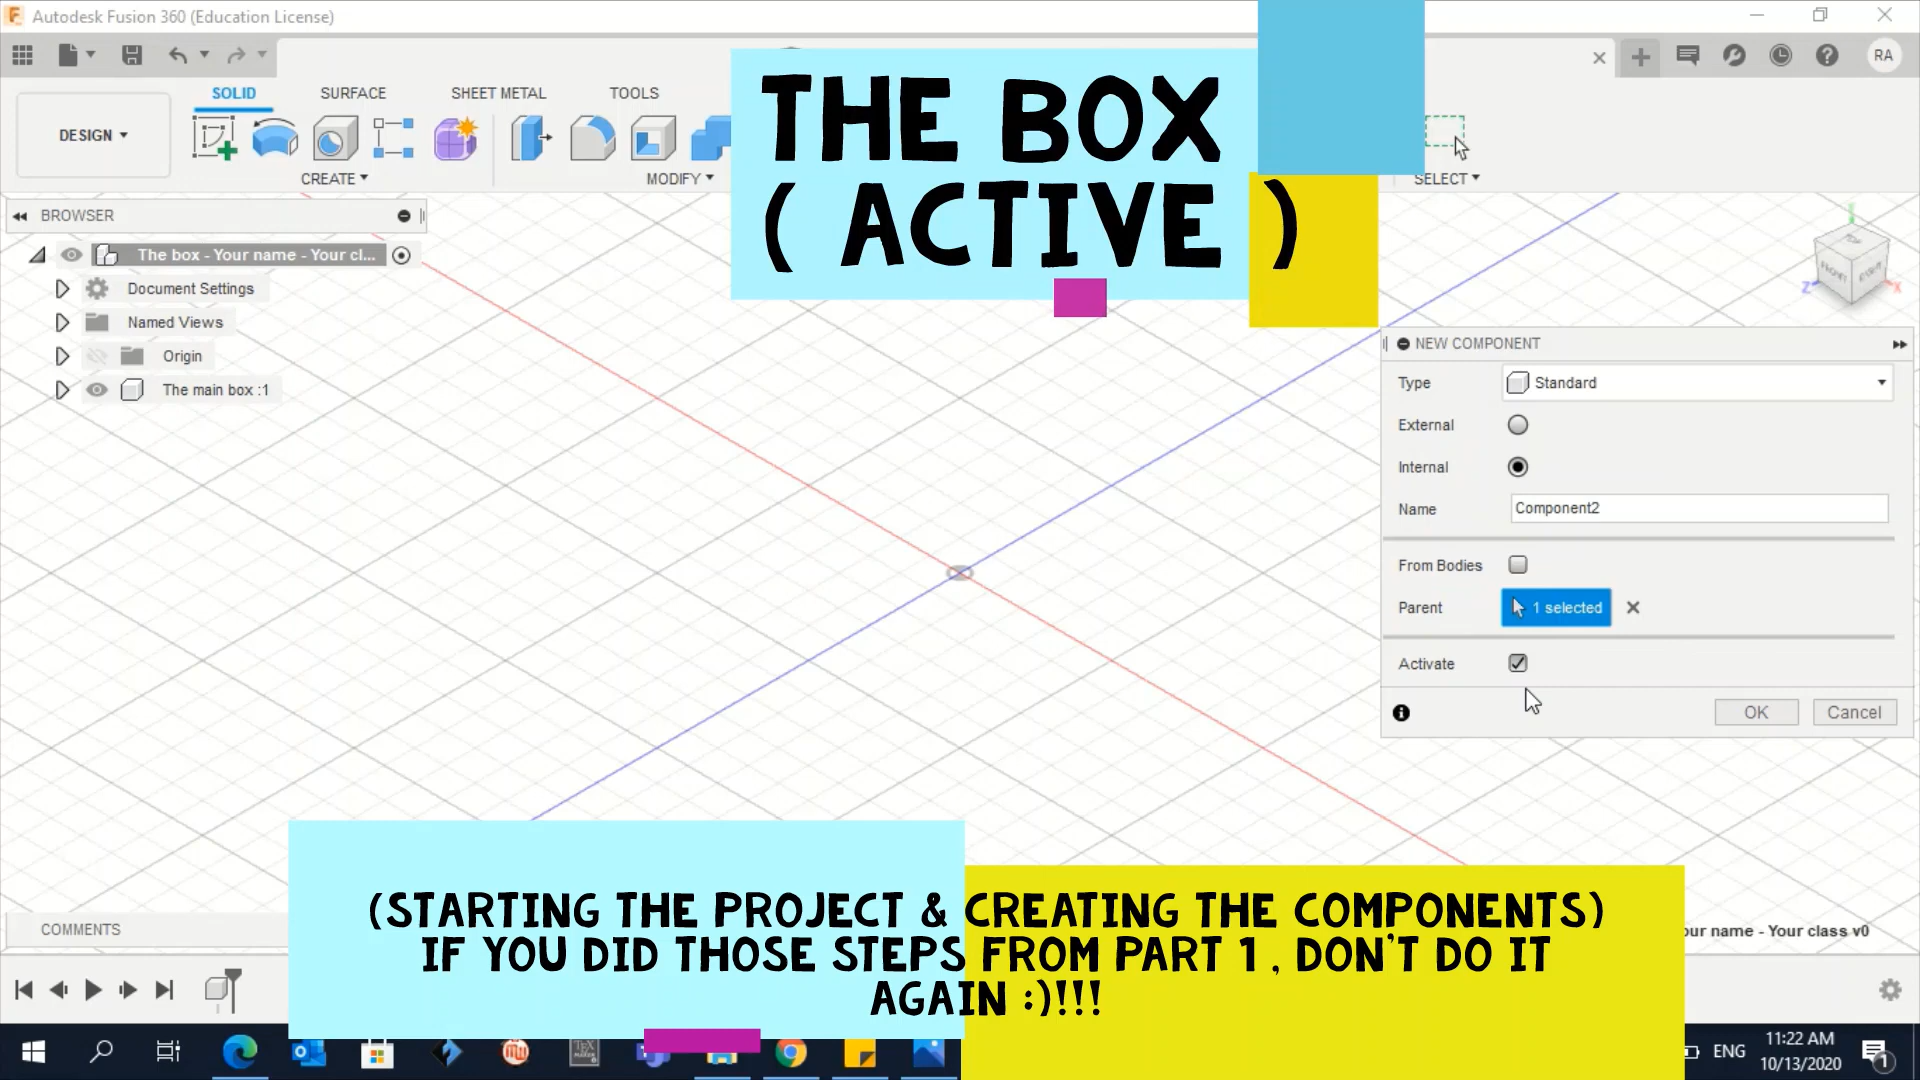 Autodesk Fusion 360 (Education License)
RA
SOLID SURFACE SHEET METAL TOOLS
DESIGN
CREATE MODIFY SELECT
THE BOX
( ACTIVE )
BROWSER
The box - Your name - Your cl...
Document Settings
Named Views
Origin
The main box :1
NEW COMPONENT
Type Standard
External
Internal
Name Component2
From Bodies
Parent 1 selected
Activate
OK Cancel
COMMENTS
(STARTING THE PROJECT & CREATING THE COMPONENTS)
IF YOU DID THOSE STEPS FROM PART 1, DON'T DO IT
AGAIN :)!!!
name - Your class v0
ENG
11:22 AM
10/13/2020
1